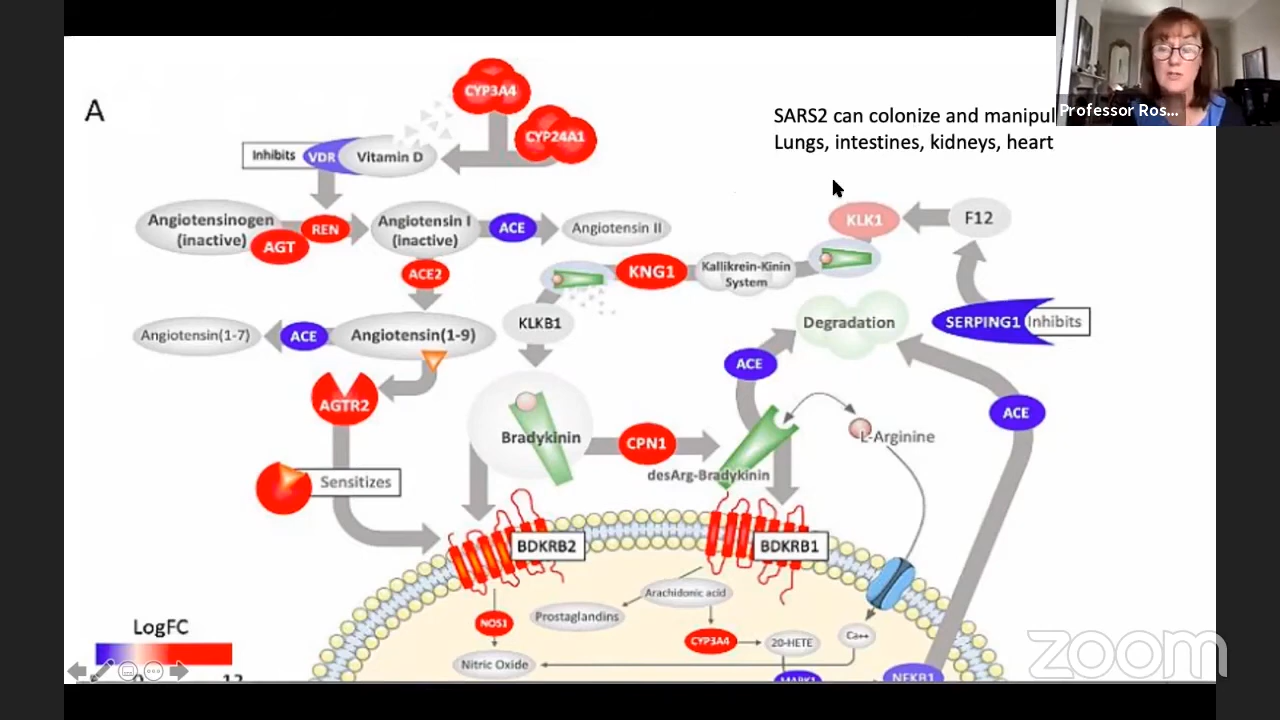 A
CYP3A4
CYP24A1
SARS2 can colonize and manipul
Lungs, intestines, kidneys, heart
Professor Ros...
Inhibits
VDR
Vitamin D
Angiotensinogen
(inactive)
AGT
REN
Angiotensin I
(inactive)
ACE
Angiotensin II
KLK1
F12
ACE2
KNG1
Kallikrein-Kinin
System
KLKB1
Degradation
SERPING1
Inhibits
Angiotensin(1-7)
ACE
Angiotensin(1-9)
ACE
ACE
AGTR2
Bradykinin
CPN1
L-Arginine
desArg-Bradykinin
Sensitizes
BDKRB2
BDKRB1
Arachidonic acid
Prostaglandins
NOS1
CYP3A4
20-HETE
Ca++
Nitric Oxide
MAPK1
NFKB1
LogFC
0
12
zoom